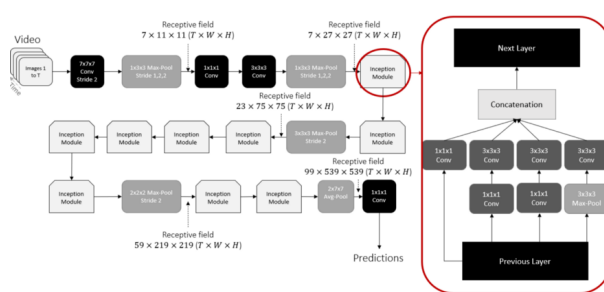 Video
Images 1
to T
Time
7x7x7
Conv
Stride 2
Receptive field
7 × 11 × 11 (T × W × H)
1x3x3 Max-Pool
Stride 1,2,2
1x1x1
Conv
3x3x3
Conv
Receptive field
7 × 27 × 27 (T × W × H)
1x3x3 Max-Pool
Stride 1,2,2
Inception
Module
Inception
Module
Inception
Module
Inception
Module
Inception
Module
Inception
Module
Receptive field
23 × 75 × 75 (T × W × H)
3x3x3 Max-Pool
Stride 2
Inception
Module
Inception
Module
2x2x2 Max-Pool
Stride 2
Receptive field
59 × 219 × 219 (T × W × H)
Inception
Module
Inception
Module
Receptive field
99 × 539 × 539 (T × W × H)
2x7x7
Avg-Pool
1x1x1
Conv
Predictions
Next Layer
Concatenation
1x1x1
Conv
3x3x3
Conv
3x3x3
Conv
3x3x3
Conv
1x1x1
Conv
1x1x1
Conv
3x3x3
Max-Pool
Previous Layer